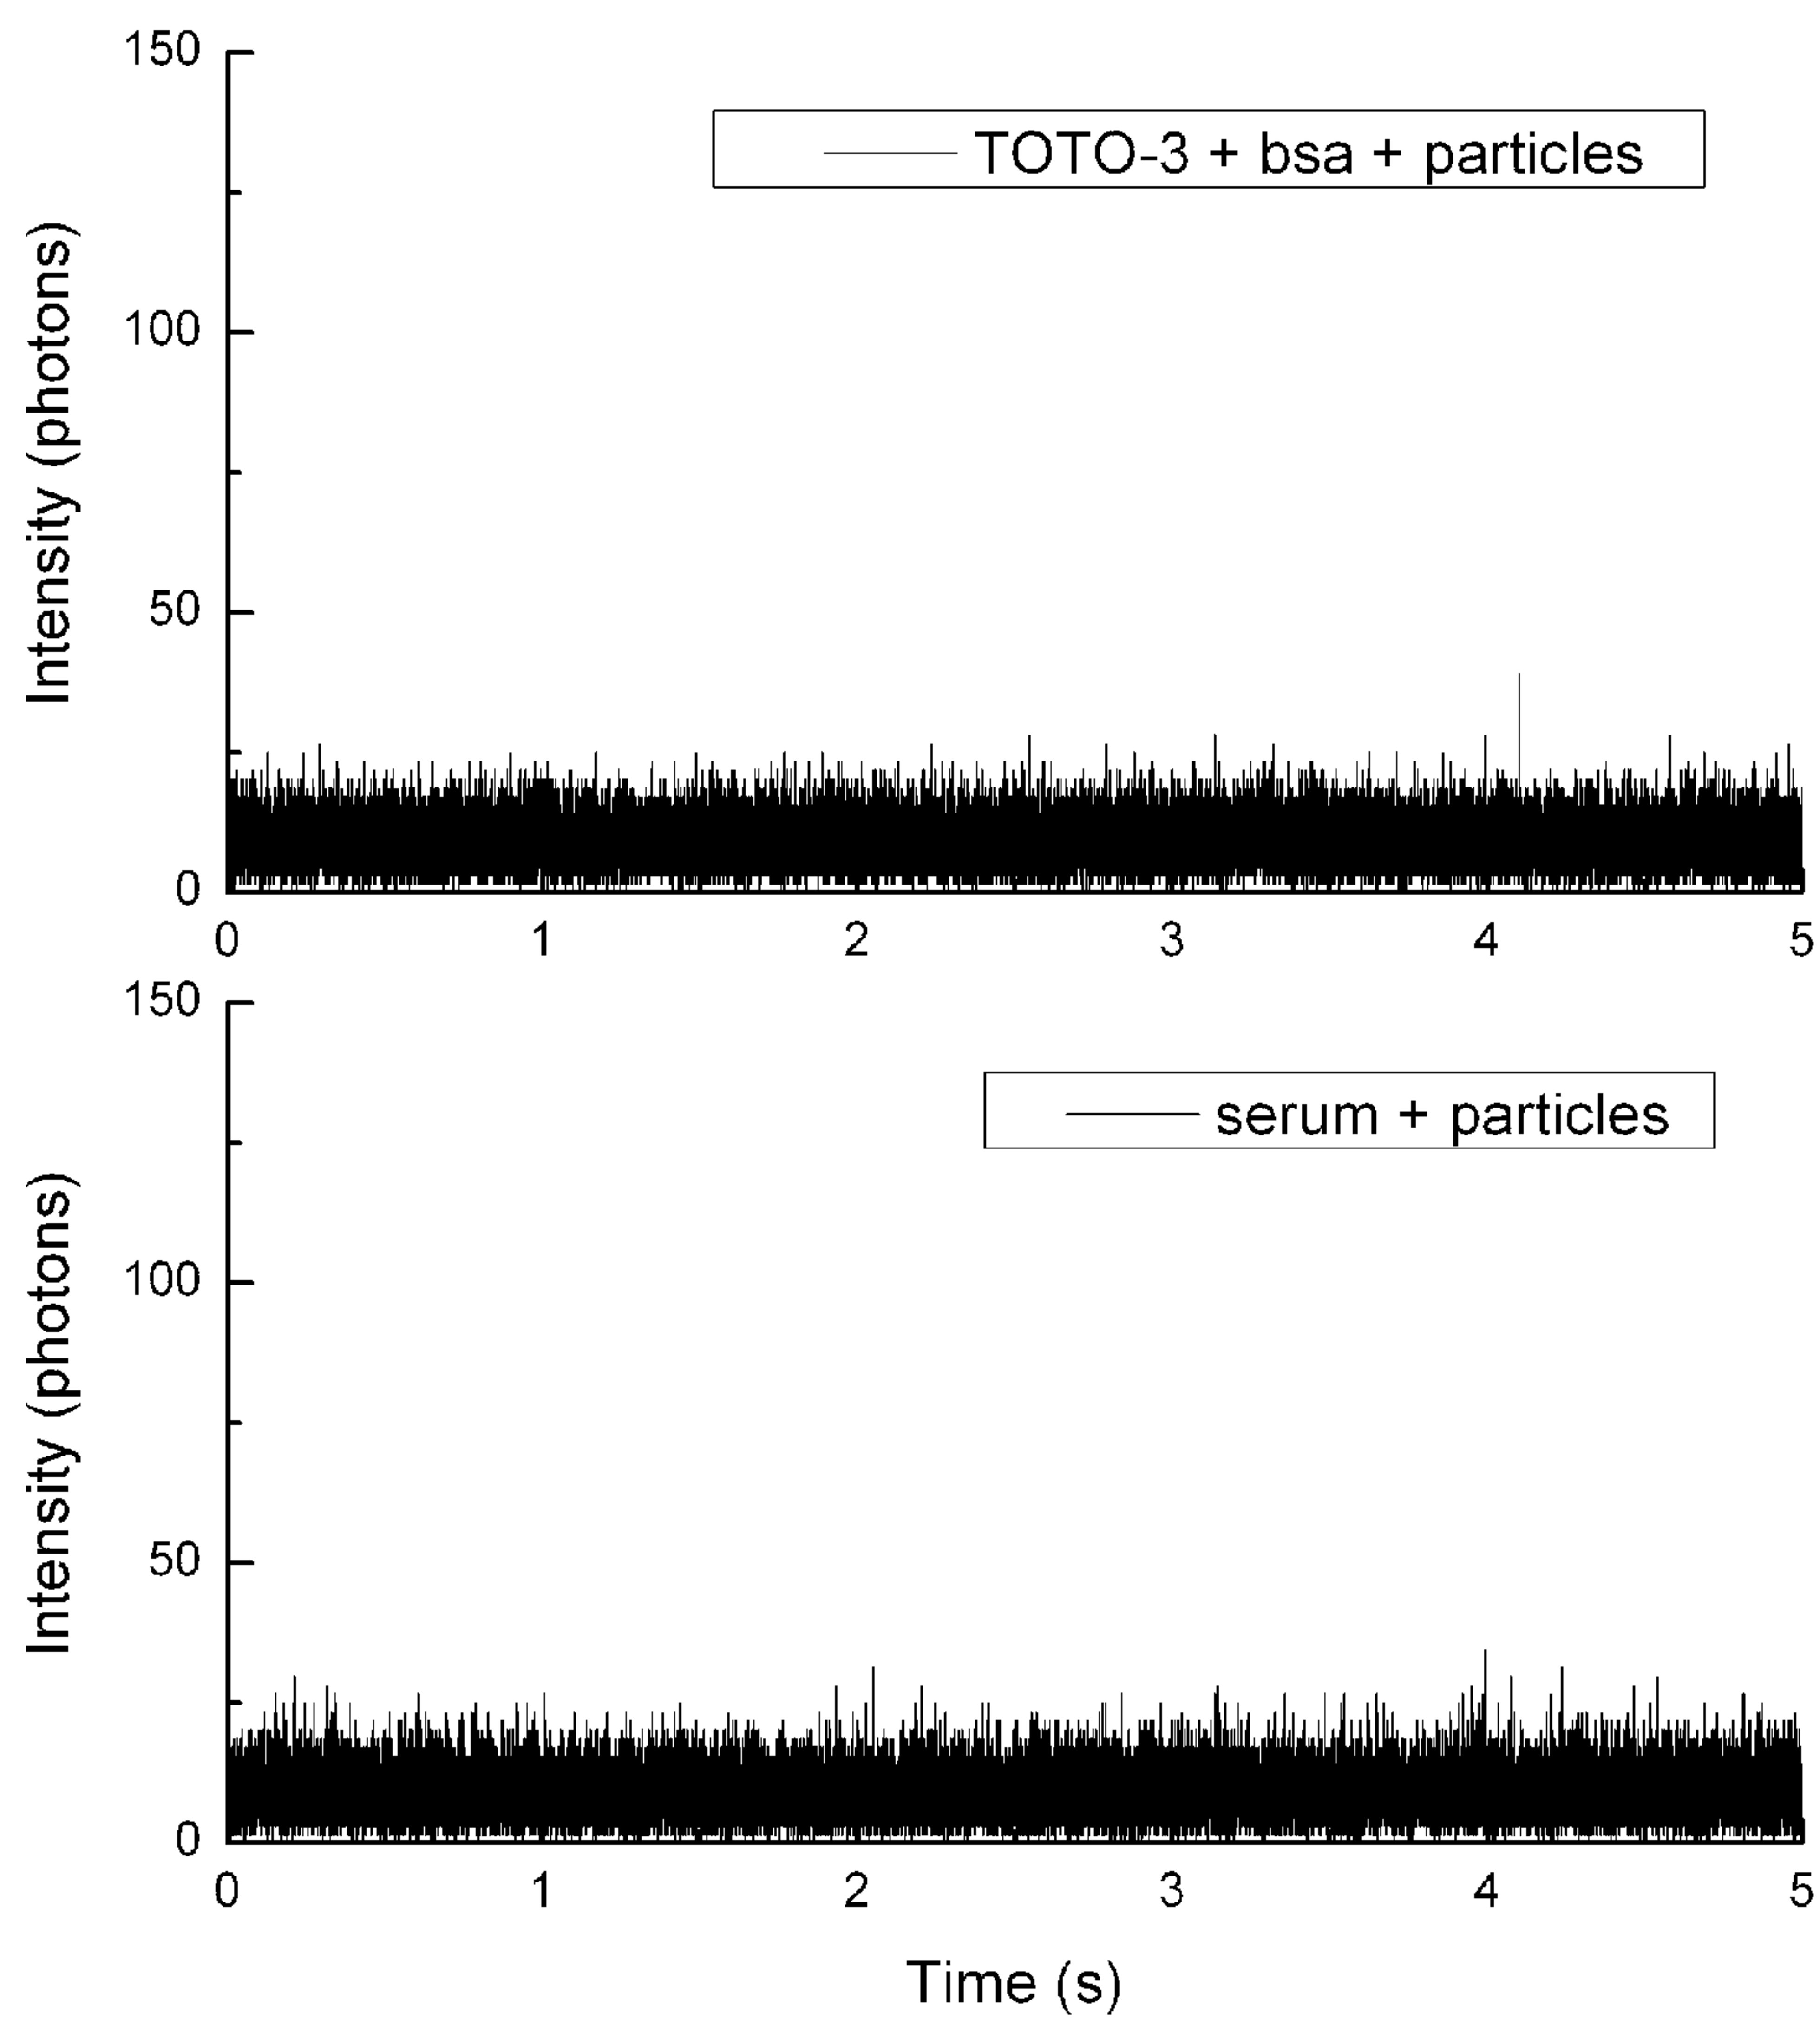 150
TOTO-3 + bsa + particles
100
Intensity (photons)
50
0
0 1 2 3 4 5
150
serum + particles
100
Intensity (photons)
50
0
0 1 2 3 4 5
Time (s)